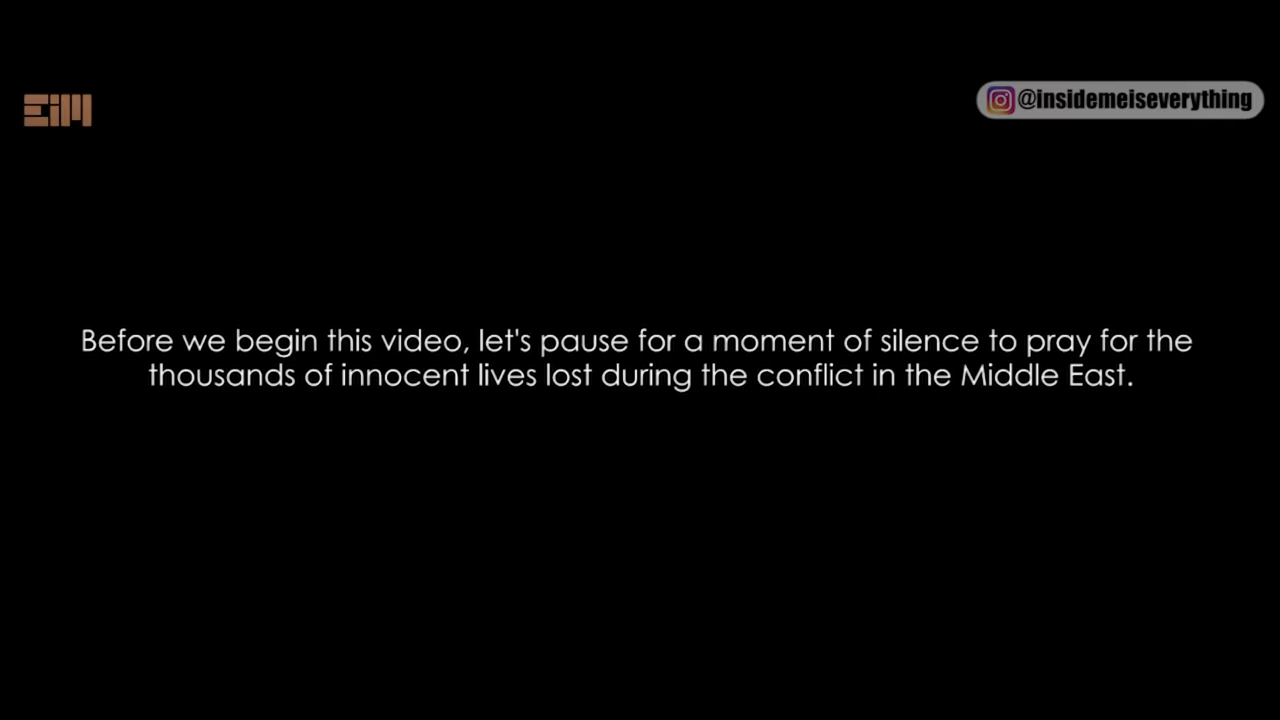 EiM
@insidemeiseverything
Before we begin this video, let's pause for a moment of silence to pray for the
thousands of innocent lives lost during the conflict in the Middle East.